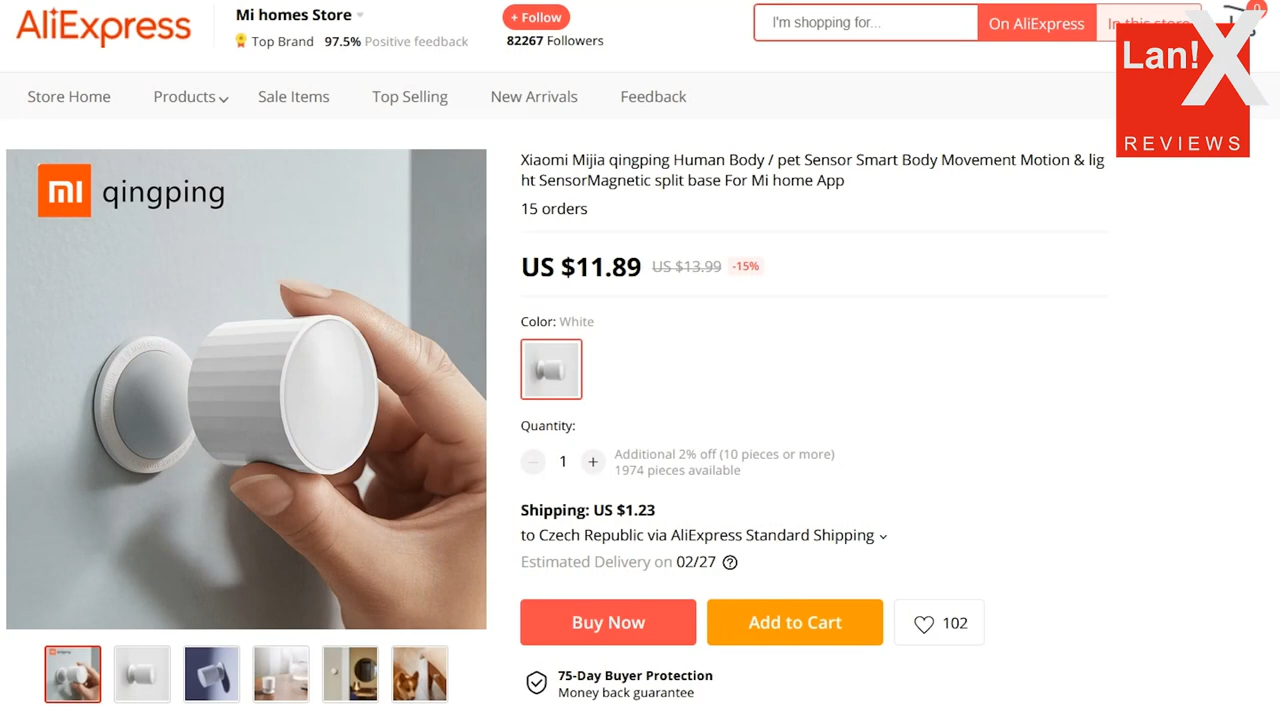 AliExpress
Mi homes Store
+ Follow
Top Brand 97.5% Positive feedback
82267 Followers
I'm shopping for...
On AliExpress
In this store
0
Lan!X
REVIEWS
Store Home
Products
Sale Items
Top Selling
New Arrivals
Feedback
mi qingping
Xiaomi Mijia qingping Human Body / pet Sensor Smart Body Movement Motion & lig
ht SensorMagnetic split base For Mi home App
15 orders
US $11.89 US $13.99 -15%
Color: White
Quantity:
1
+
Additional 2% off (10 pieces or more)
1974 pieces available
Shipping: US $1.23
to Czech Republic via AliExpress Standard Shipping
Estimated Delivery on 02/27
Buy Now
Add to Cart
102
75-Day Buyer Protection
Money back guarantee